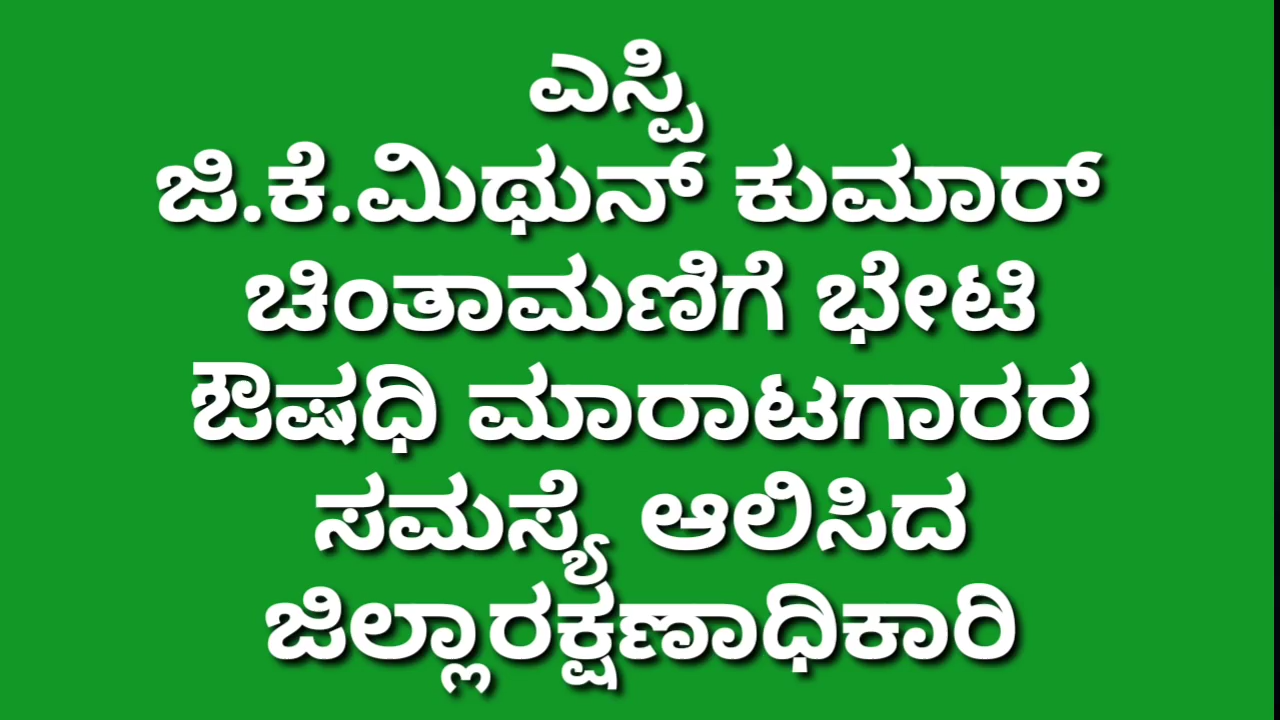 ಎಸ್ಪಿ
ಜಿ.ಕೆ.ಮಿಥುನ್ ಕುಮಾರ್
ಚಿಂತಾಮಣಿಗೆ ಭೇಟಿ
ಔಷಧಿ ಮಾರಾಟಗಾರರ
ಸಮಸ್ಯೆ ಆಲಿಸಿದ
ಜಿಲ್ಲಾರಕ್ಷಣಾಧಿಕಾರಿ